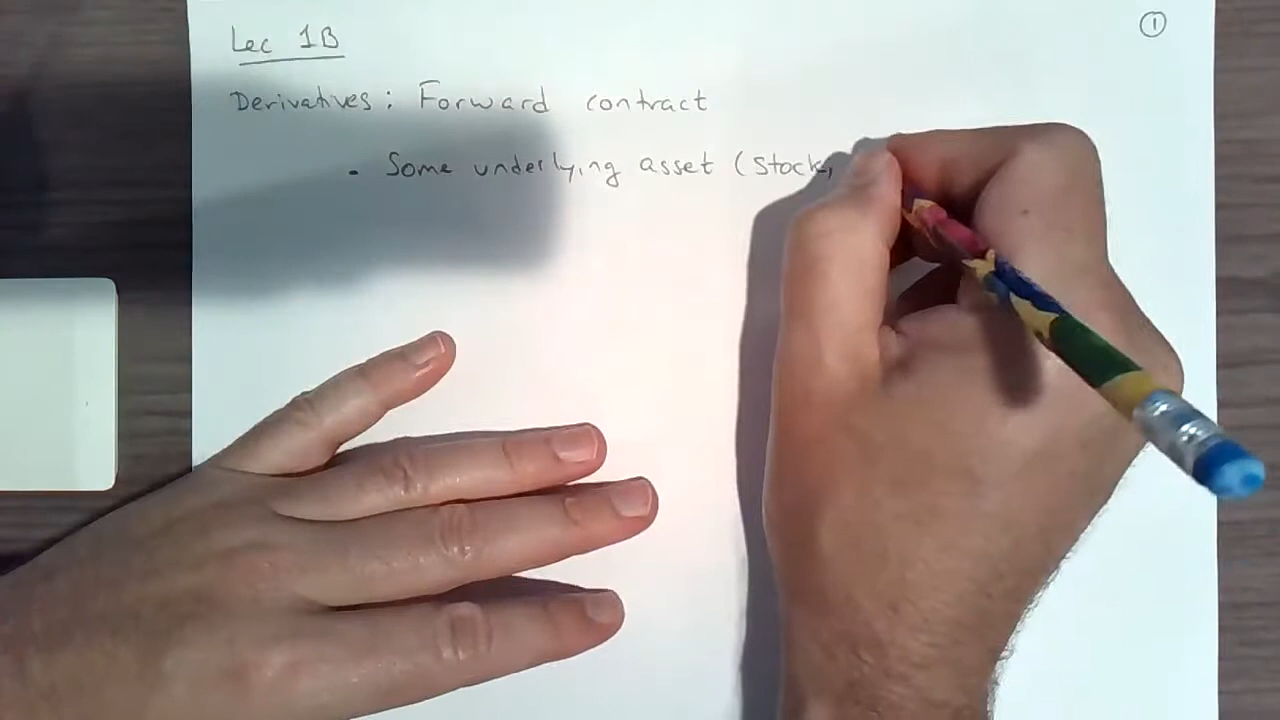 Lec 1B
①
Derivatives: Forward contract
• Some underlying asset (stock,